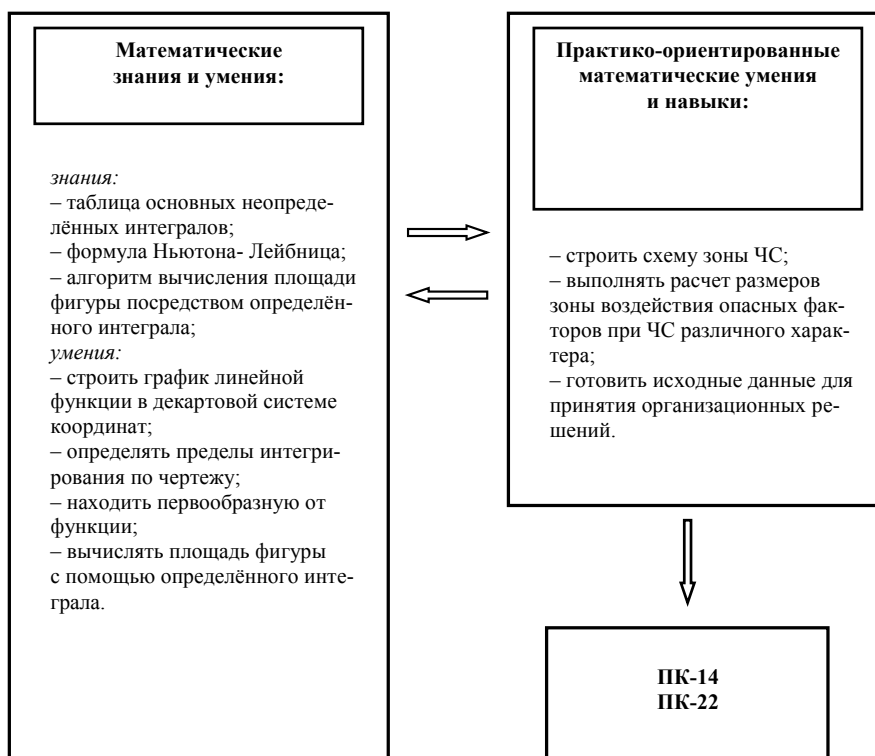 Математические
знания и умения:
знания:
– таблица основных неопреде-
лённых интегралов;
– формула Ньютона- Лейбница;
– алгоритм вычисления площади
фигуры посредством определён-
ного интеграла;
умения:
– строить график линейной
функции в декартовой системе
координат;
– определять пределы интегри-
рования по чертежу;
– находить первообразную от
функции;
– вычислять площадь фигуры
с помощью определённого инте-
грала.
Практико-ориентированные
математические умения
и навыки:
– строить схему зоны ЧС;
– выполнять расчет размеров
зоны воздействия опасных фак-
торов при ЧС различного харак-
тера;
– готовить исходные данные для
принятия организационных ре-
шений.
ПК-14
ПК-22